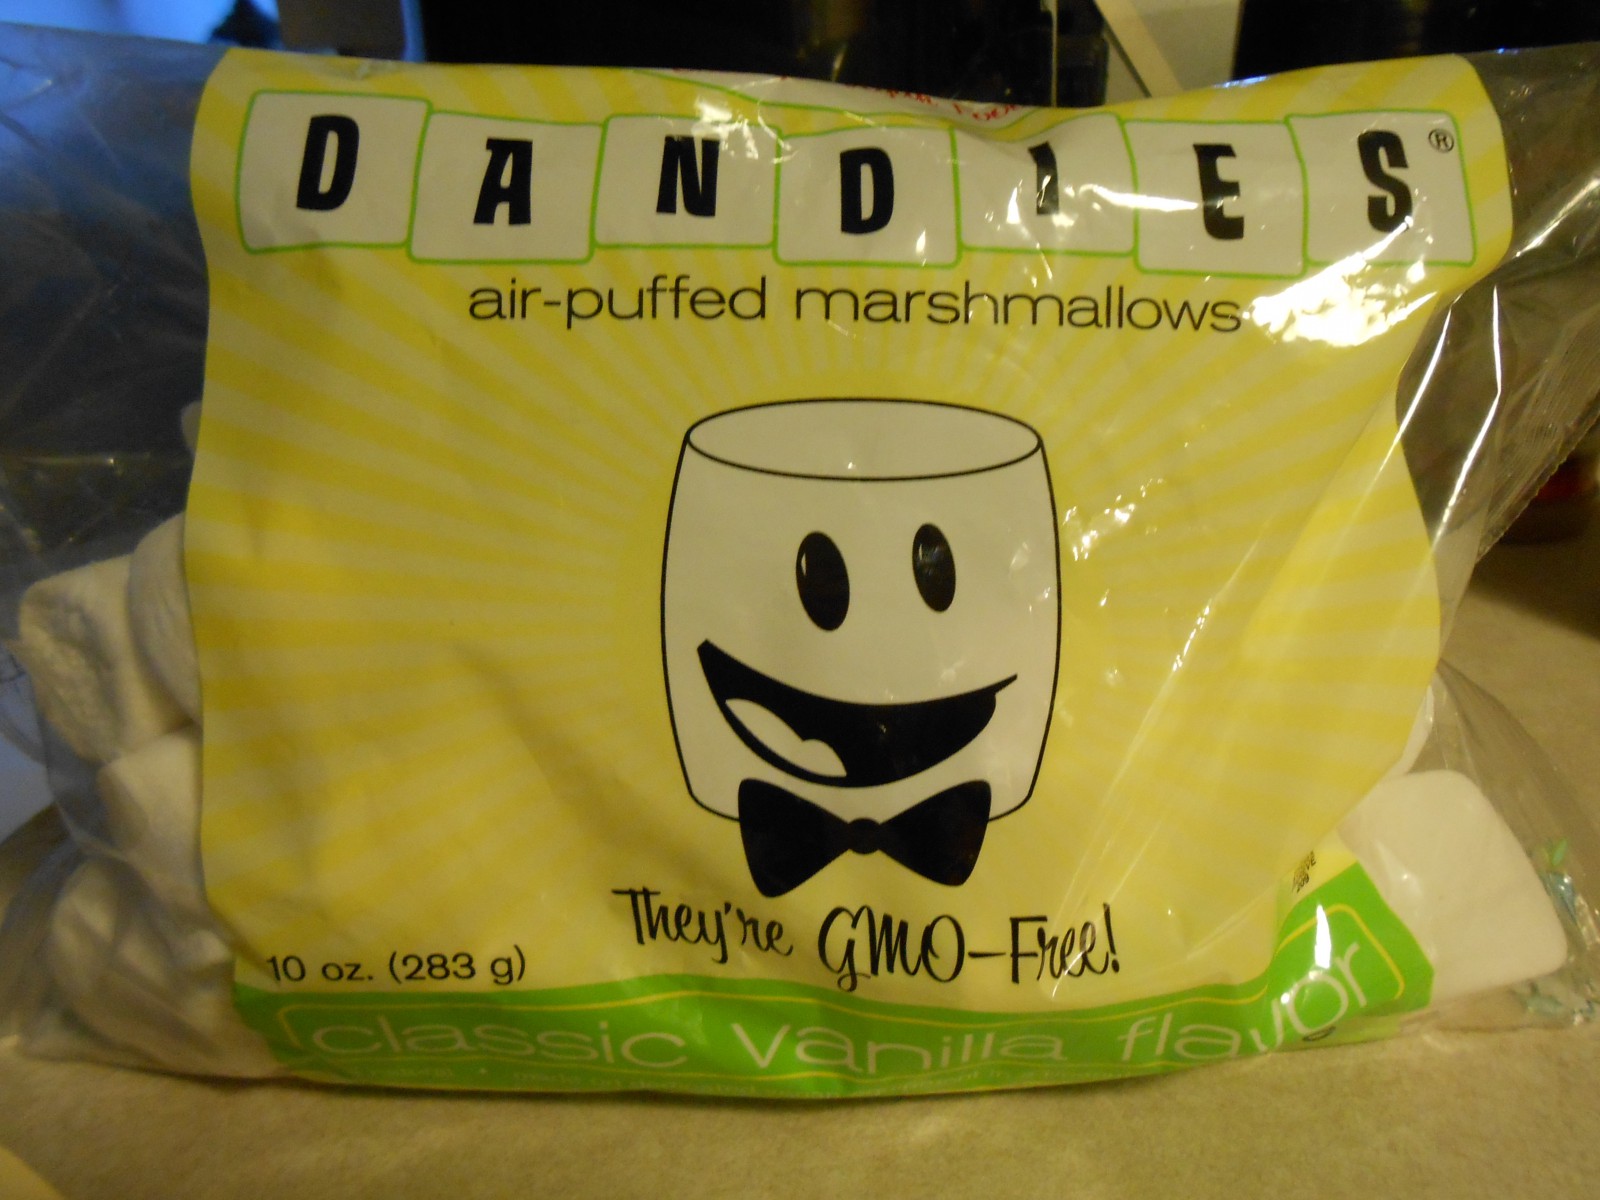 DANDIES®
air-puffed marshmallows
They're GMO-Free!
10 oz. (283 g)
classic vanilla flavor